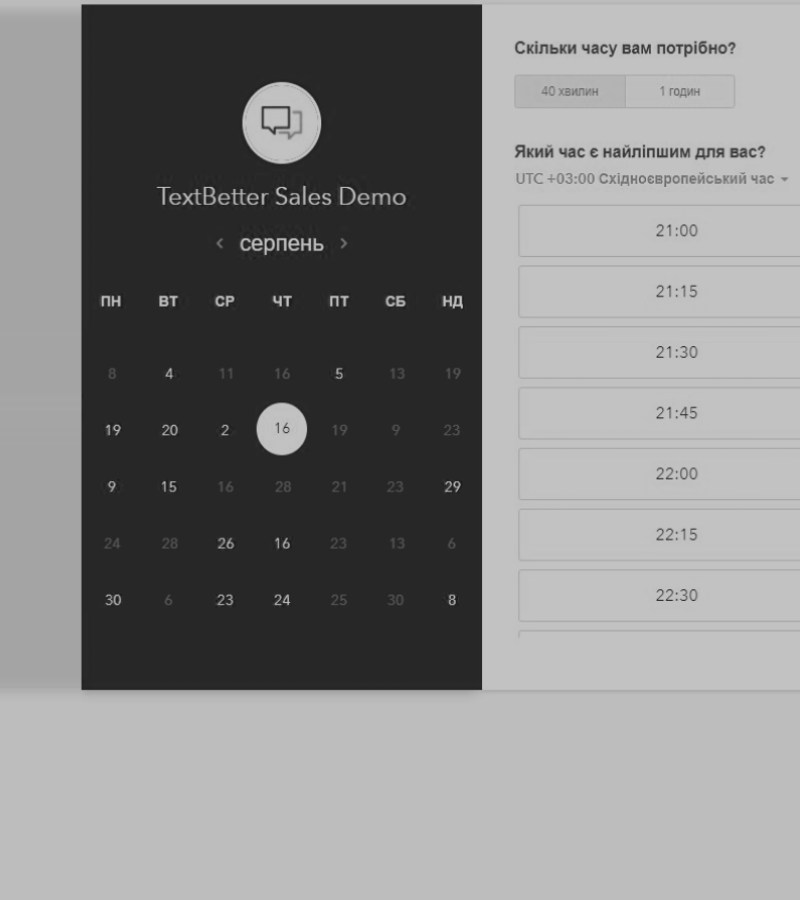 TextBetter Sales Demo
серпень
ПН ВТ СР ЧТ ПТ СБ НД
8 4 11 16 5 13 19
19 20 2 16 19 9 23
9 15 16 28 21 23 29
24 28 26 16 23 13 6
30 6 23 24 25 30 8
Скільки часу вам потрібно?
40 хвилин 1 годин
Який час є найліпшим для вас?
UTC +03:00 Східноєвропейський час
21:00
21:15
21:30
21:45
22:00
22:15
22:30